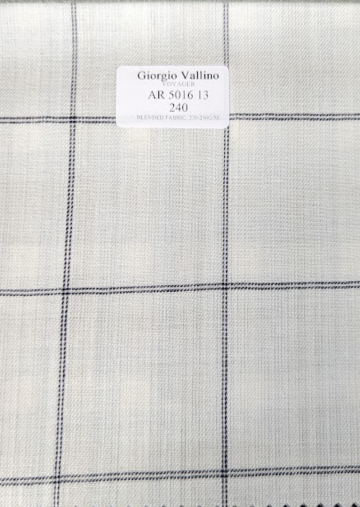 Giorgio Vallino
VOYAGER
AR 5016 13
240
BLENDED FABRIC